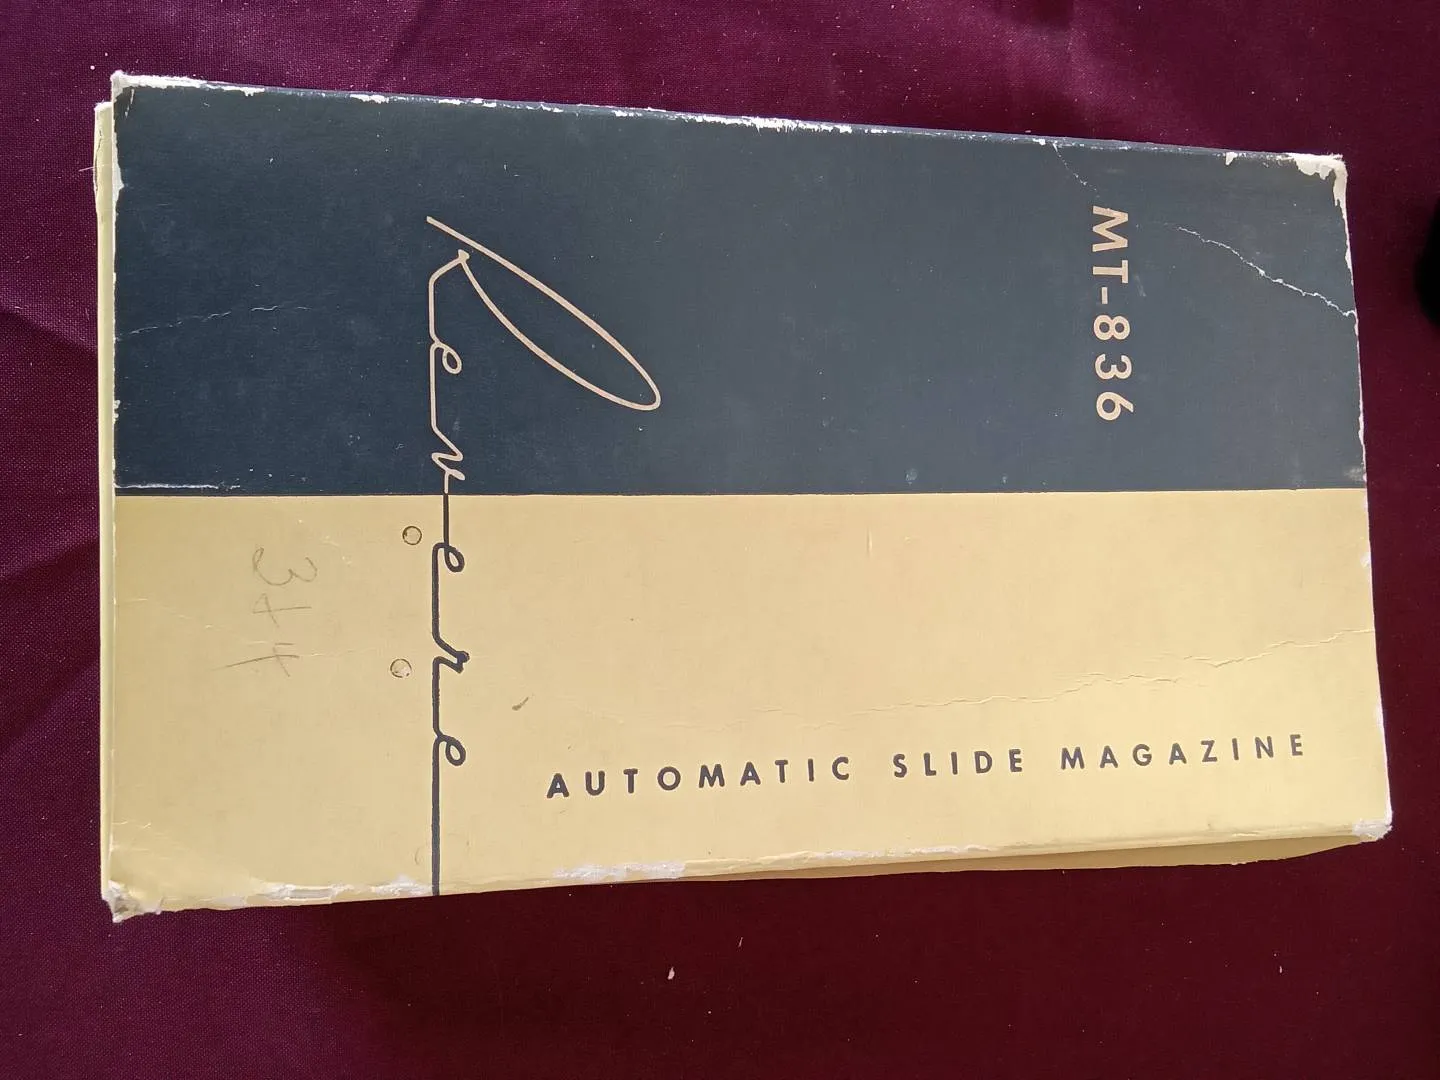 MT-836
Revere
AUTOMATIC SLIDE MAGAZINE